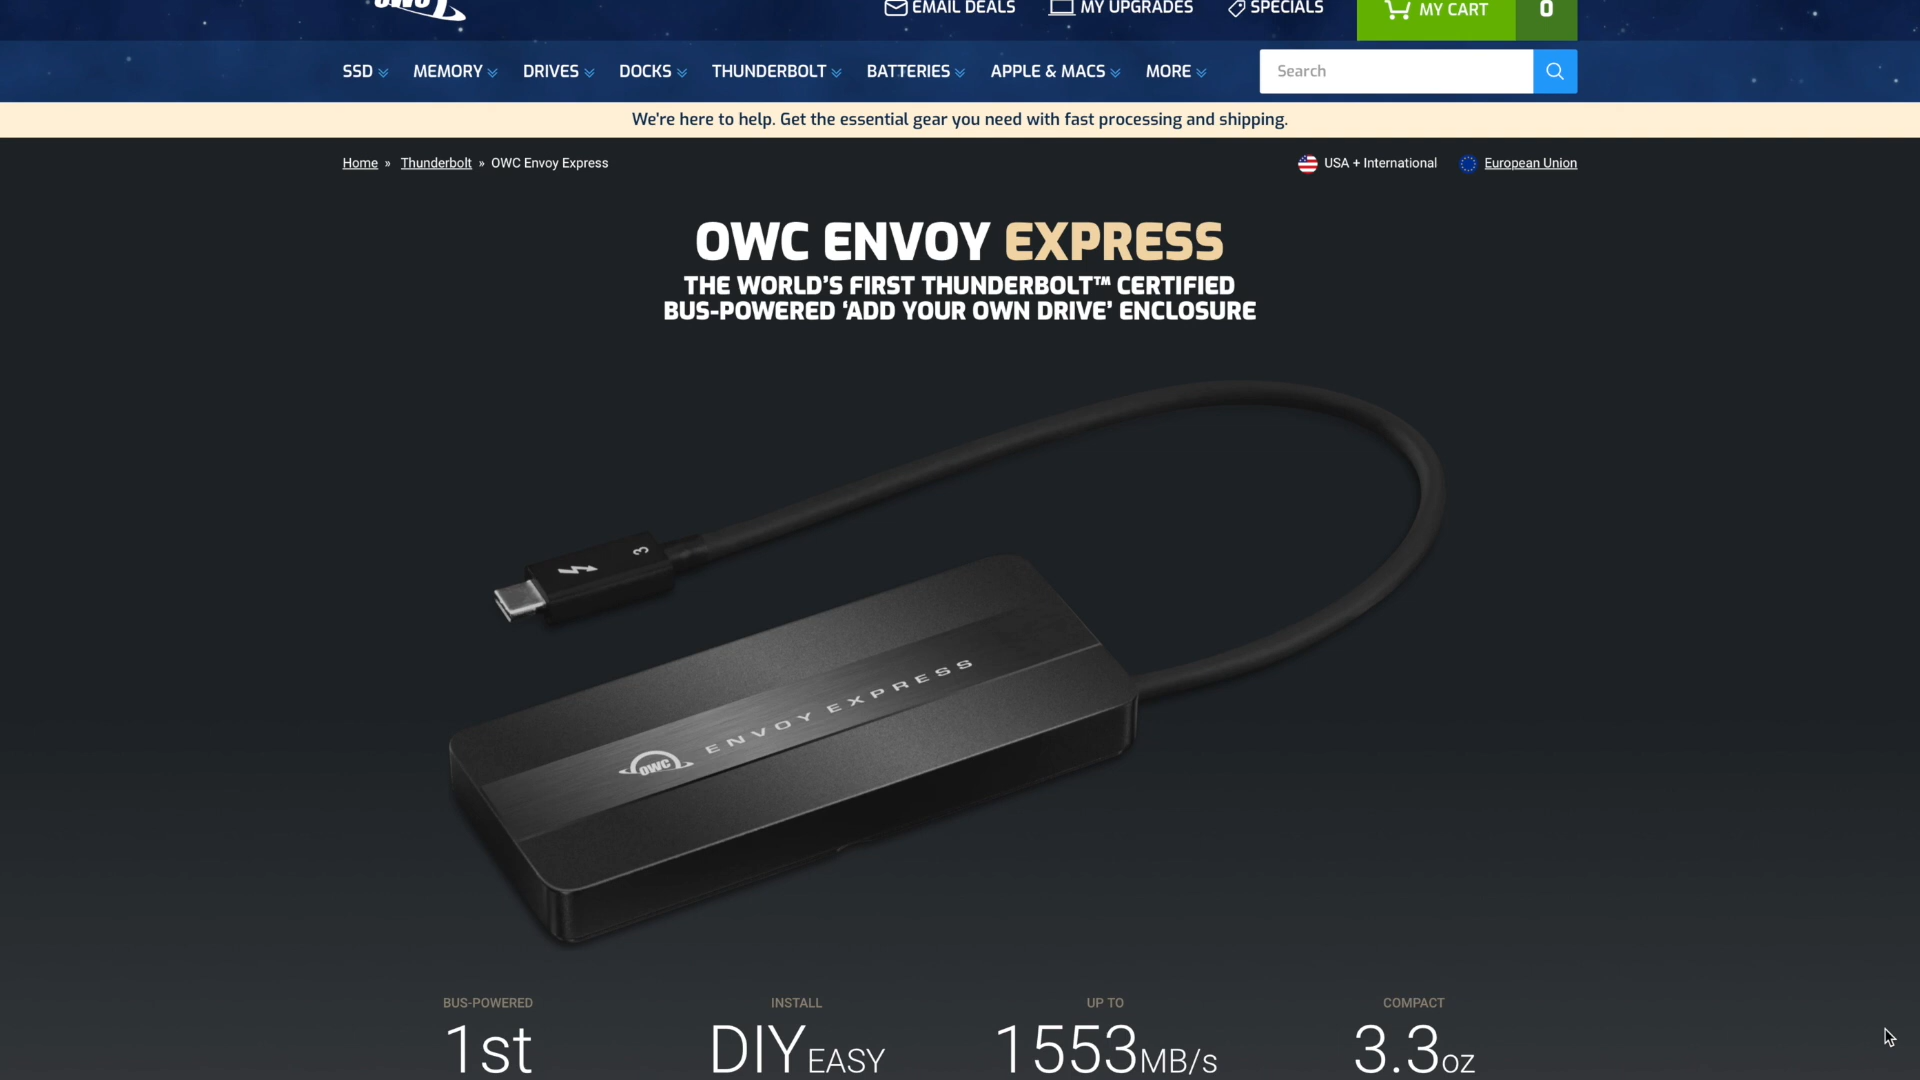 OWC
EMAIL DEALS
MY UPGRADES
SPECIALS
MY CART
0
SSD
MEMORY
DRIVES
DOCKS
THUNDERBOLT
BATTERIES
APPLE & MACS
MORE
Search
We're here to help. Get the essential gear you need with fast processing and shipping.
Home » Thunderbolt » OWC Envoy Express
USA + International
European Union
OWC ENVOY EXPRESS
THE WORLD'S FIRST THUNDERBOLT™ CERTIFIED
BUS-POWERED ‘ADD YOUR OWN DRIVE’ ENCLOSURE
3
OWC ENVOY EXPRESS
BUS-POWERED
1st
INSTALL
DIY EASY
UP TO
1553MB/s
COMPACT
3.3oz